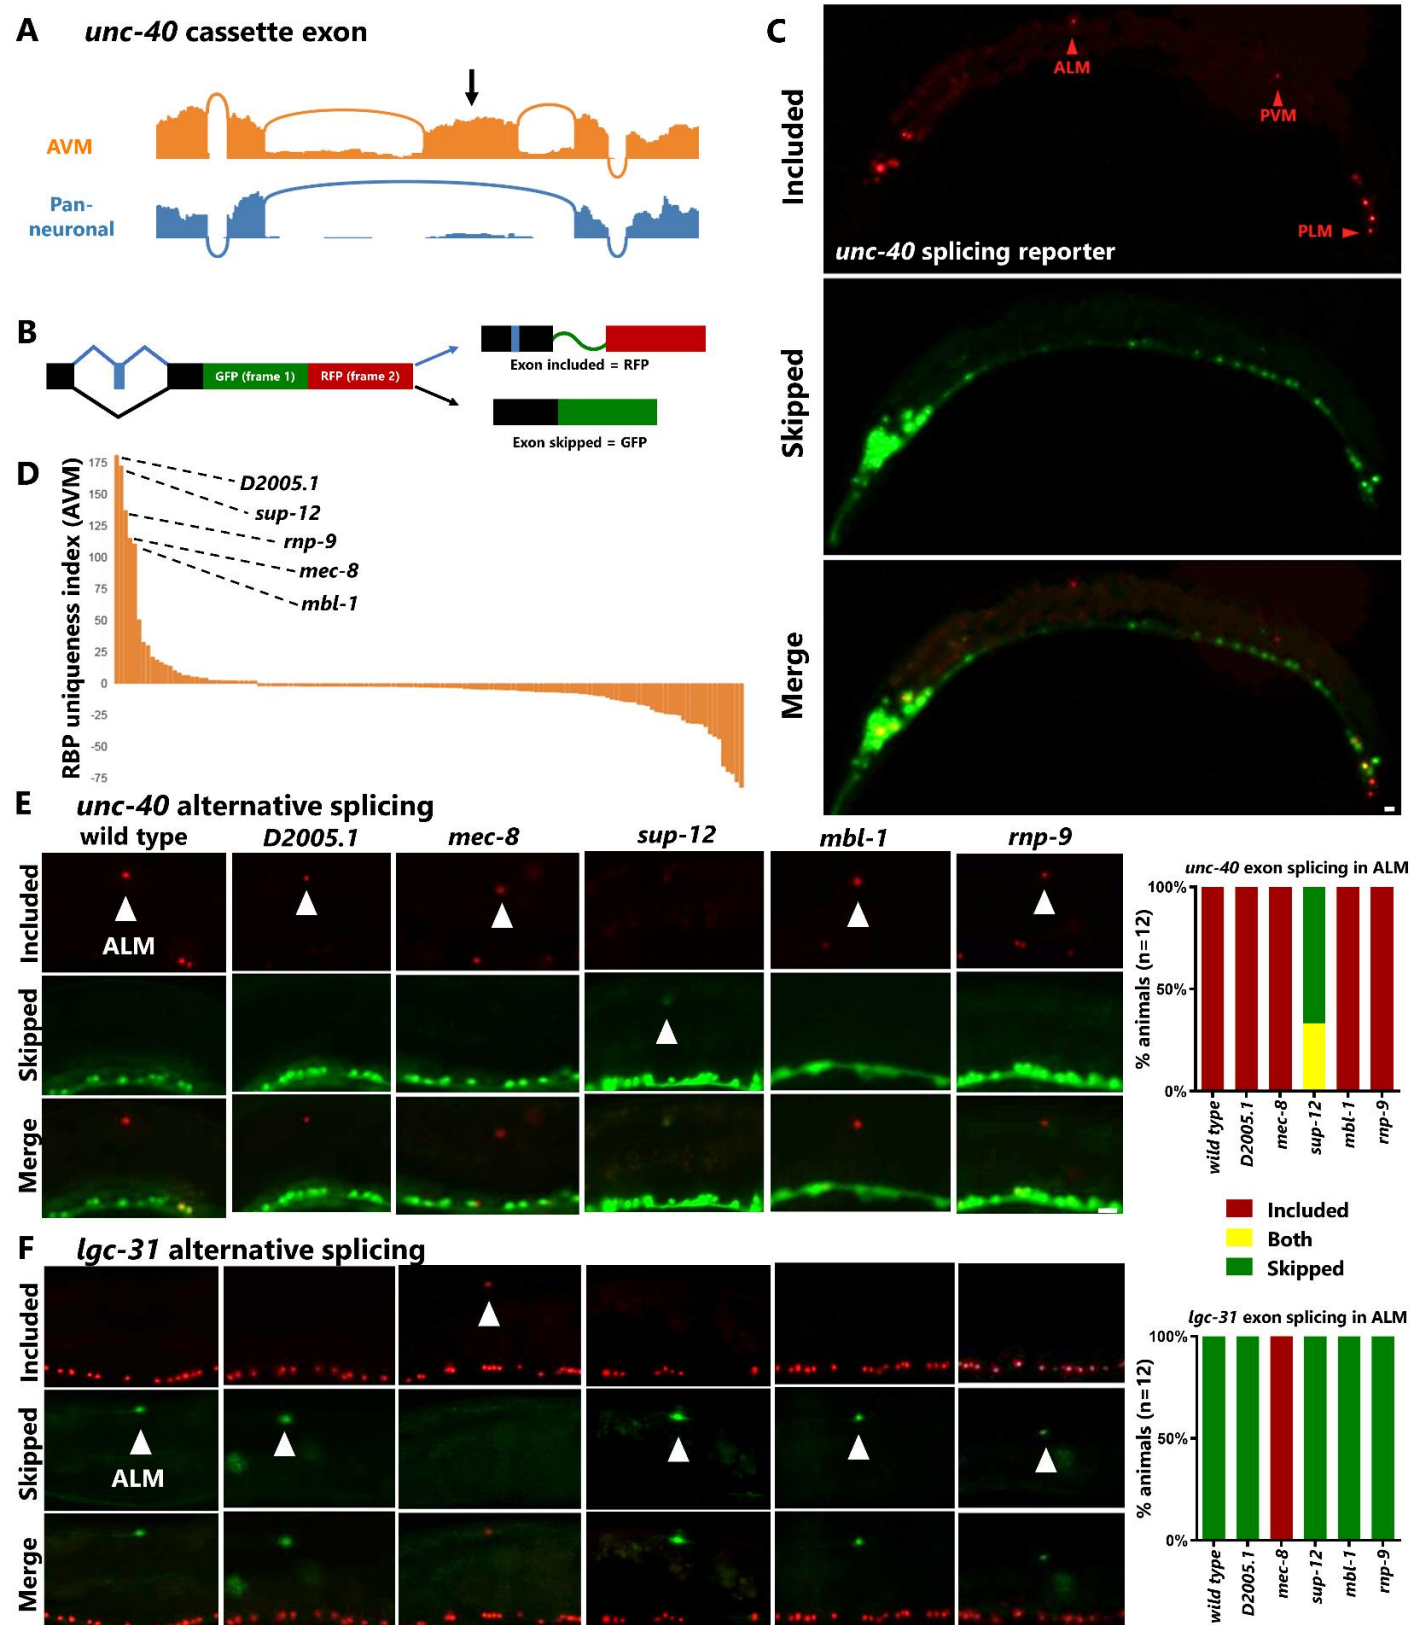 A
unc-40 cassette exon
AVM
Pan-
neuronal
B
GFP (frame 1)
RFP (frame 2)
Exon included = RFP
Exon skipped = GFP
C
Included
ALM
PVM
PLM
unc-40 splicing reporter
Skipped
Merge
D
RBP uniqueness index (AVM)
175
150
125
100
75
50
25
0
-25
-50
-75
D2005.1
sup-12
rnp-9
mec-8
mbl-1
E
unc-40 alternative splicing
wild type
D2005.1
mec-8
sup-12
mbl-1
rnp-9
Included
ALM
Skipped
Merge
unc-40 exon splicing in ALM
% animals (n=12)
100%
50%
0%
wild type
D2005.1
mec-8
sup-12
mbl-1
rnp-9
Included
Both
Skipped
F
lgc-31 alternative splicing
Included
Skipped
ALM
Merge
lgc-31 exon splicing in ALM
% animals (n=12)
100%
50%
0%
wild type
D2005.1
mec-8
sup-12
mbl-1
rnp-9